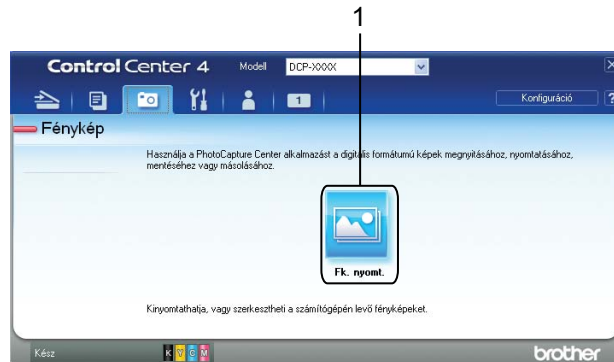 1
Control Center 4 Modell DCP-XXXX X
1 Konfiguráció ?
Fénykép
Használja a PhotoCapture Center alkalmazást a digitális formátumú képek megnyitásához, nyomtatásához,
mentéséhez vagy másolásához.
Fk. nyomt.
Kinyomtathatja, vagy szerkesztheti a számítógépén levő fényképeket.
Kész K Y C M brother